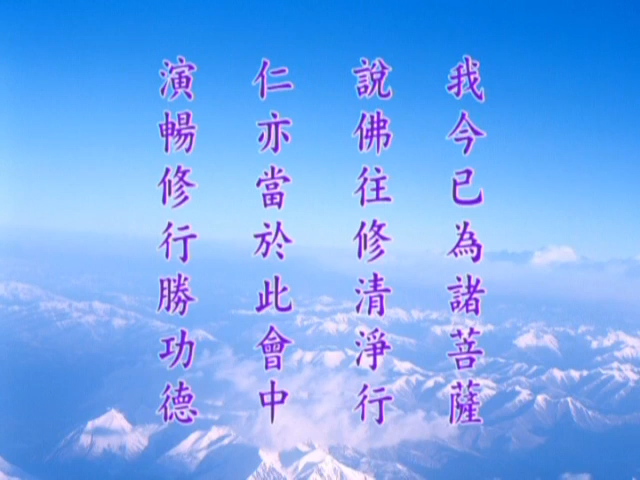 我今已為諸菩薩
說佛往修清淨行
仁亦當於此會中
演暢修行勝功德